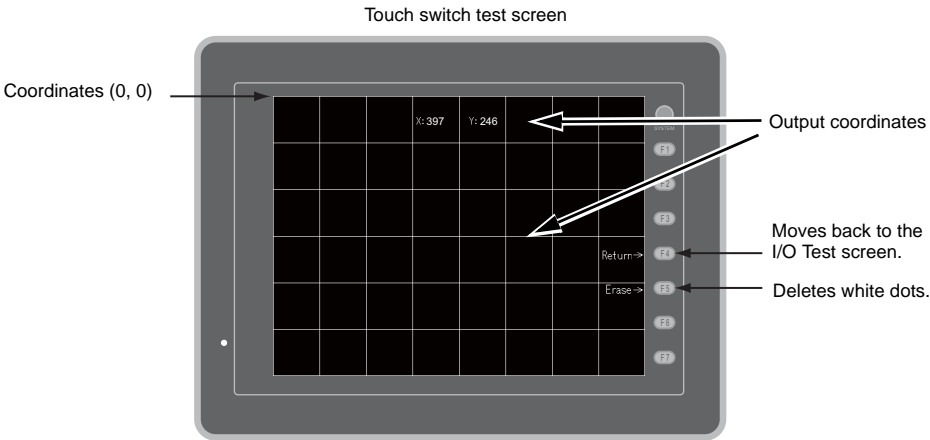 Touch switch test screen
Coordinates (0, 0)
X: 397 Y: 246
Output coordinates
SYSTEM
F1
F2
F3
Return→ F4
Moves back to the
I/O Test screen.
Erase→ F5
Deletes white dots.
F6
F7